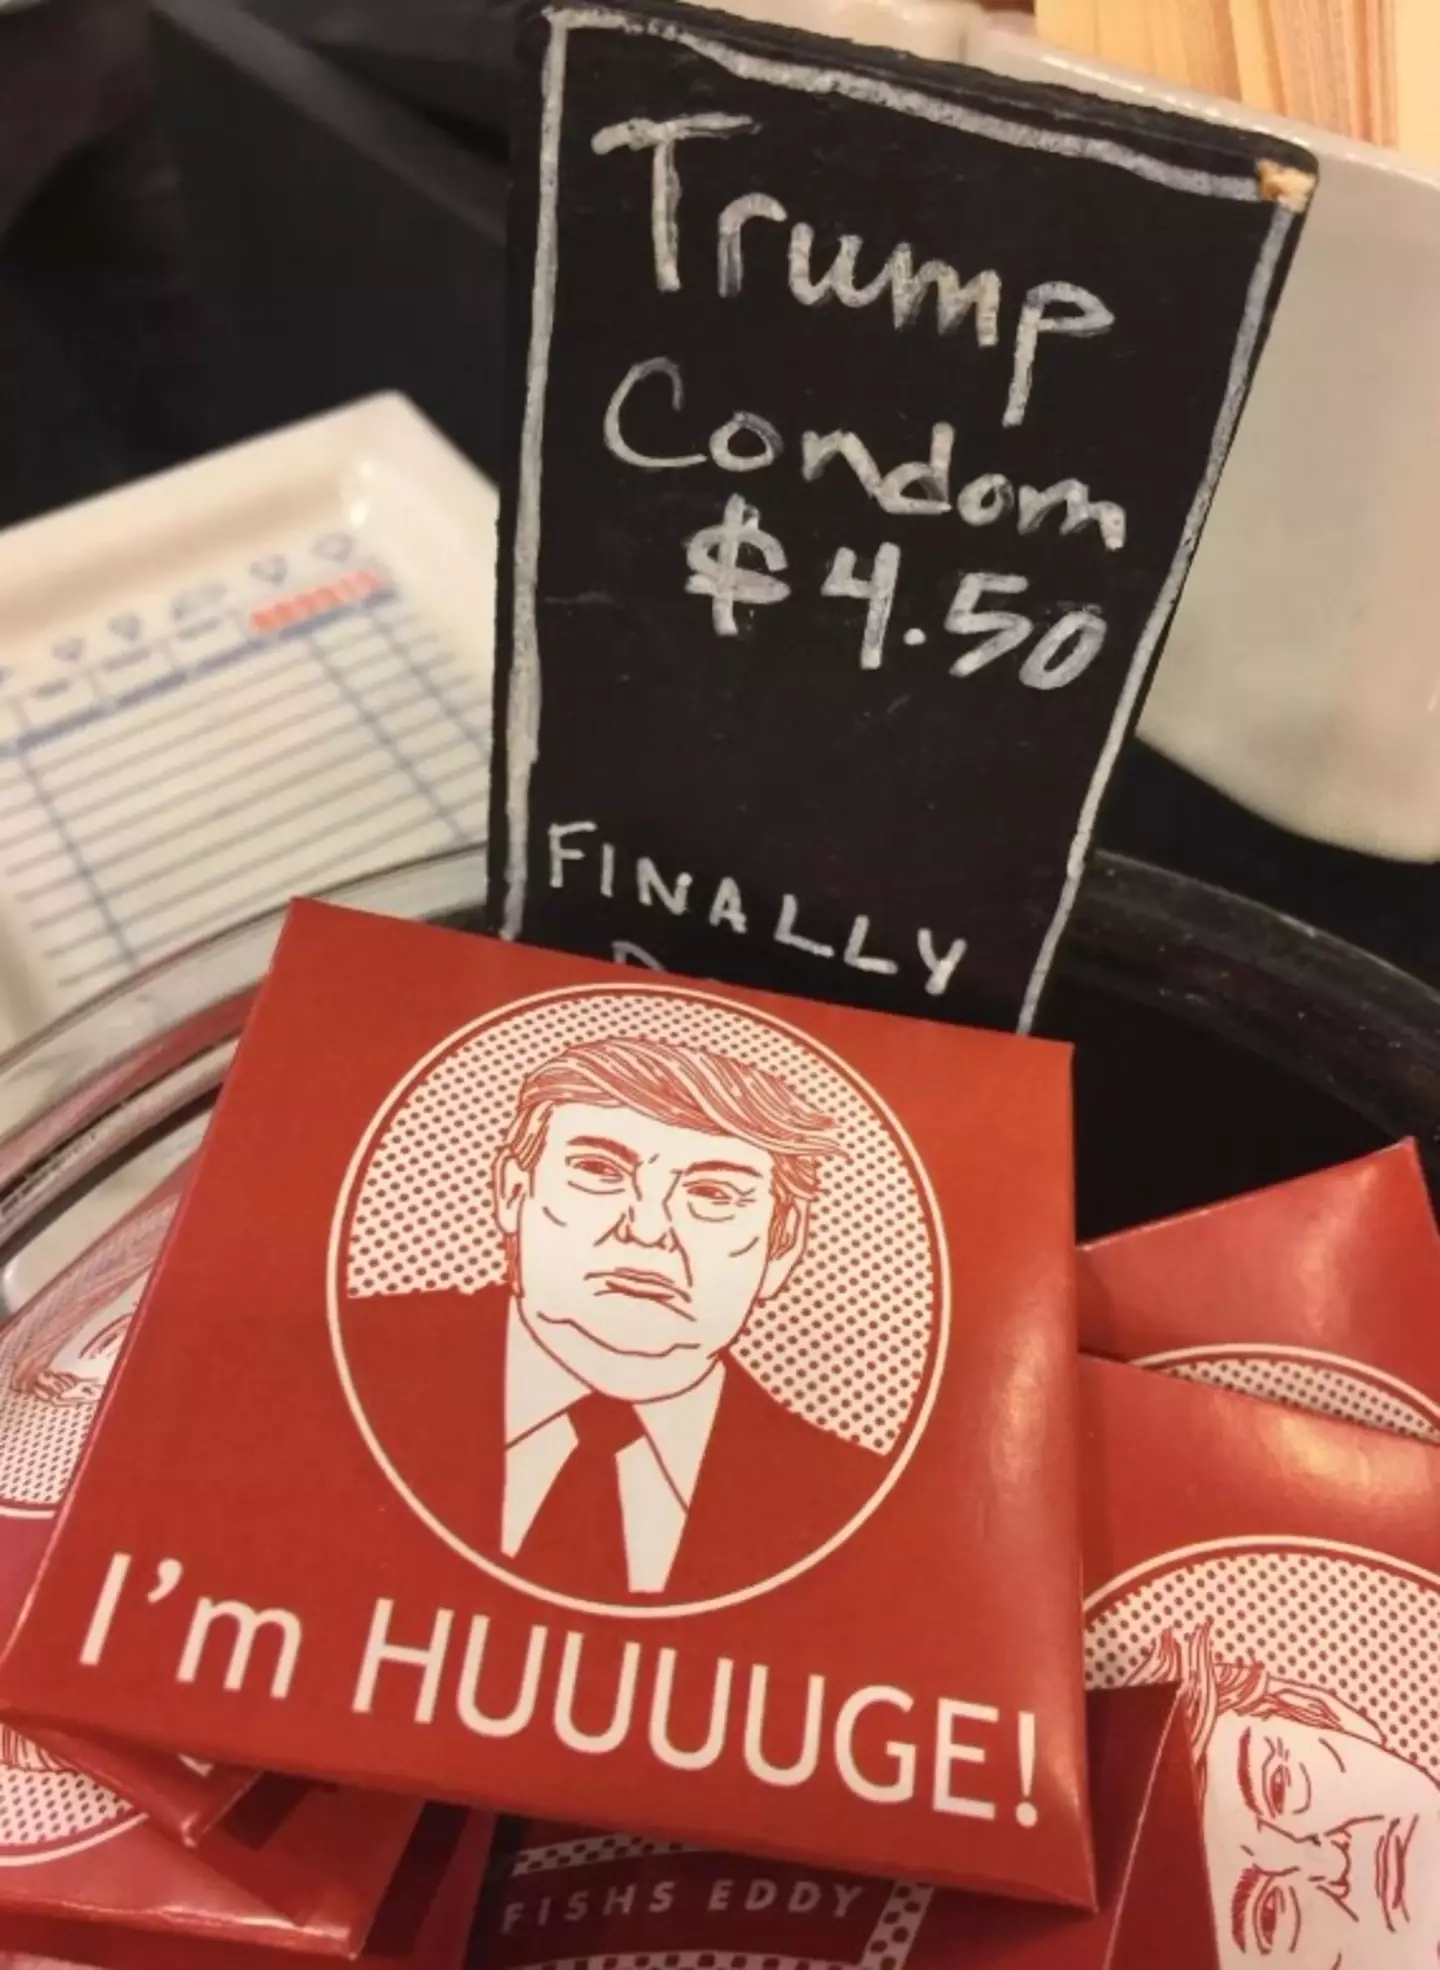 Trump
Condom
$4.50
FINALLY
I'm HUUUUGE!
FISHS EDDY